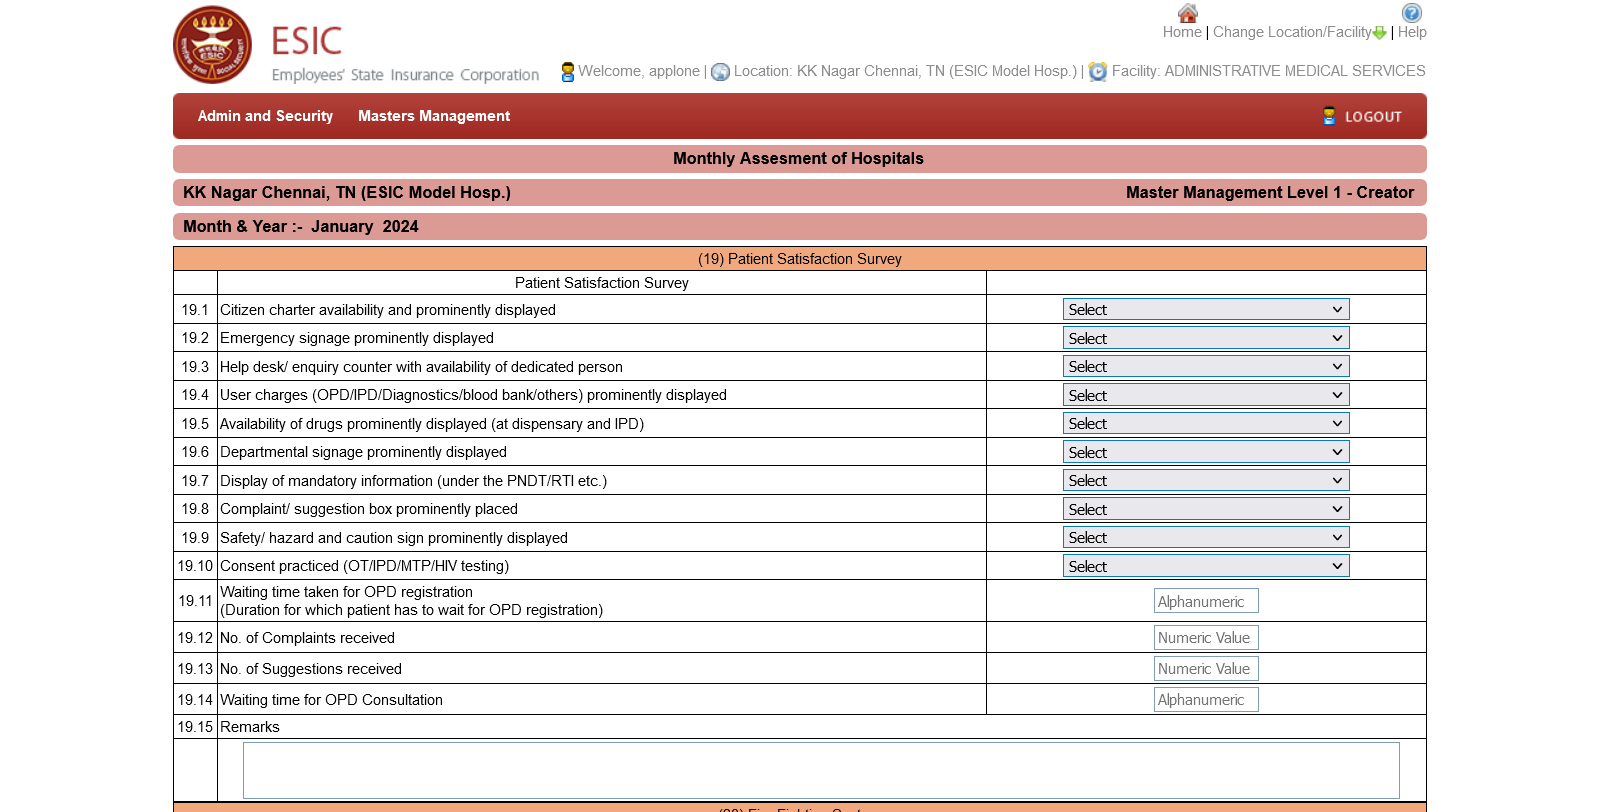 Home | Change Location/Facility | Help
ESIC
Employees' State Insurance Corporation
Welcome, applone | Location: KK Nagar Chennai, TN (ESIC Model Hosp.) | Facility: ADMINISTRATIVE MEDICAL SERVICES
Admin and Security Masters Management LOGOUT
Monthly Assesment of Hospitals
KK Nagar Chennai, TN (ESIC Model Hosp.) Master Management Level 1 - Creator
Month & Year :- January 2024
(19) Patient Satisfaction Survey
Patient Satisfaction Survey
19.1 Citizen charter availability and prominently displayed Select
19.2 Emergency signage prominently displayed Select
19.3 Help desk/ enquiry counter with availability of dedicated person Select
19.4 User charges (OPD/IPD/Diagnostics/blood bank/others) prominently displayed Select
19.5 Availability of drugs prominently displayed (at dispensary and IPD) Select
19.6 Departmental signage prominently displayed Select
19.7 Display of mandatory information (under the PNDT/RTI etc.) Select
19.8 Complaint/ suggestion box prominently placed Select
19.9 Safety/ hazard and caution sign prominently displayed Select
19.10 Consent practiced (OT/IPD/MTP/HIV testing) Select
19.11 Waiting time taken for OPD registration
(Duration for which patient has to wait for OPD registration) Alphanumeric
19.12 No. of Complaints received Numeric Value
19.13 No. of Suggestions received Numeric Value
19.14 Waiting time for OPD Consultation Alphanumeric
19.15 Remarks